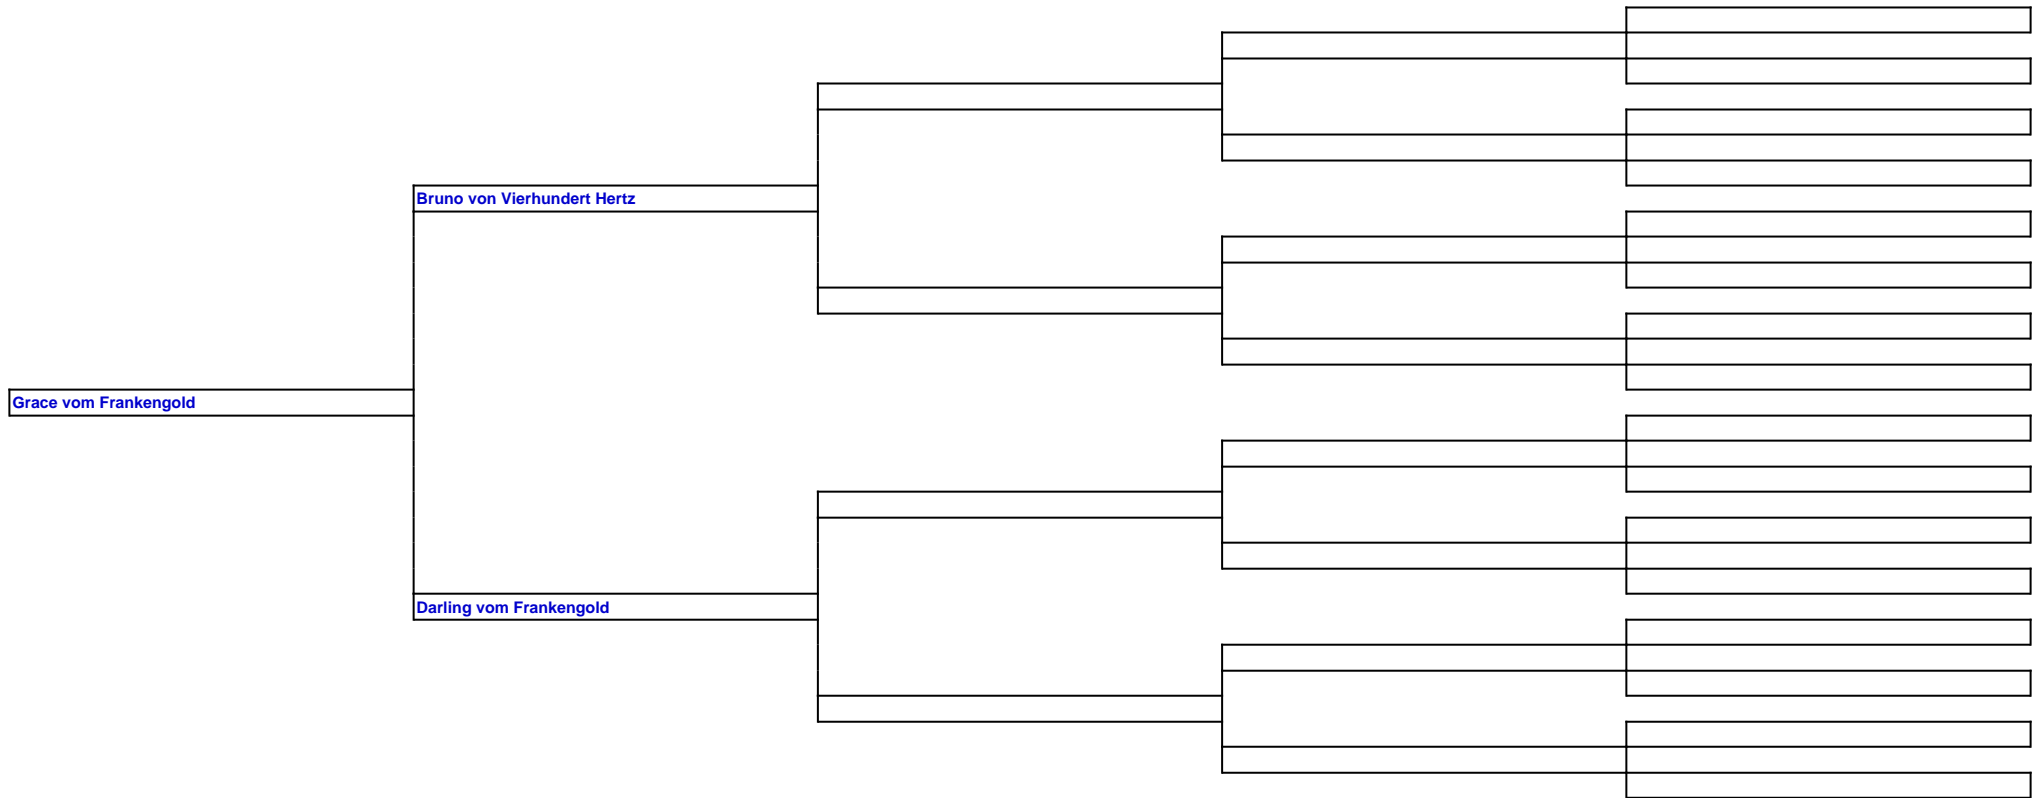 Bruno von Vierhundert Hertz
Grace vom Frankengold
Darling vom Frankengold